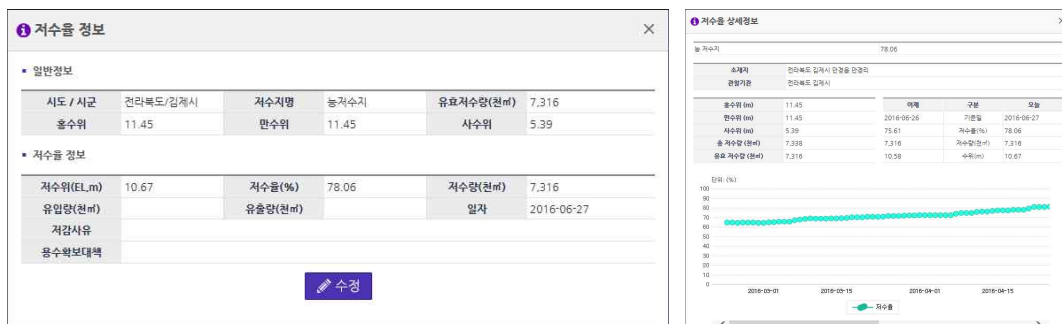 저수율 정보
일반정보
시도 / 시군 전라북도/김제시 저수지명 능저수지 유효저수량(천㎥) 7,316
홍수위 11.45 만수위 11.45 사수위 5.39
저수율 정보
저수위(EL.m) 10.67 저수율(%) 78.06 저수량(천㎥) 7,316
유입량(천㎥) 유출량(천㎥) 일자 2016-06-27
저감사유
용수확보대책
수정
저수율 상세정보
능 저수지 78.06
소재지 전라북도 김제시 만경읍 만경리
관할기관 전라북도 김제시
홍수위 (m) 11.45 어제 구분 오늘
만수위 (m) 11.45 2016-06-26 기준일 2016-06-27
사수위 (m) 5.39 75.61 저수율(%) 78.06
총 저수량 (천㎥) 7,338 7,316 저수량(천㎥) 7,316
유효 저수량 (천㎥) 7,316 10.58 수위(m) 10.67
단위: (%)
100
90
80
70
60
50
40
30
20
10
0
2016-03-01 2016-03-15 2016-04-01 2016-04-15
저수율